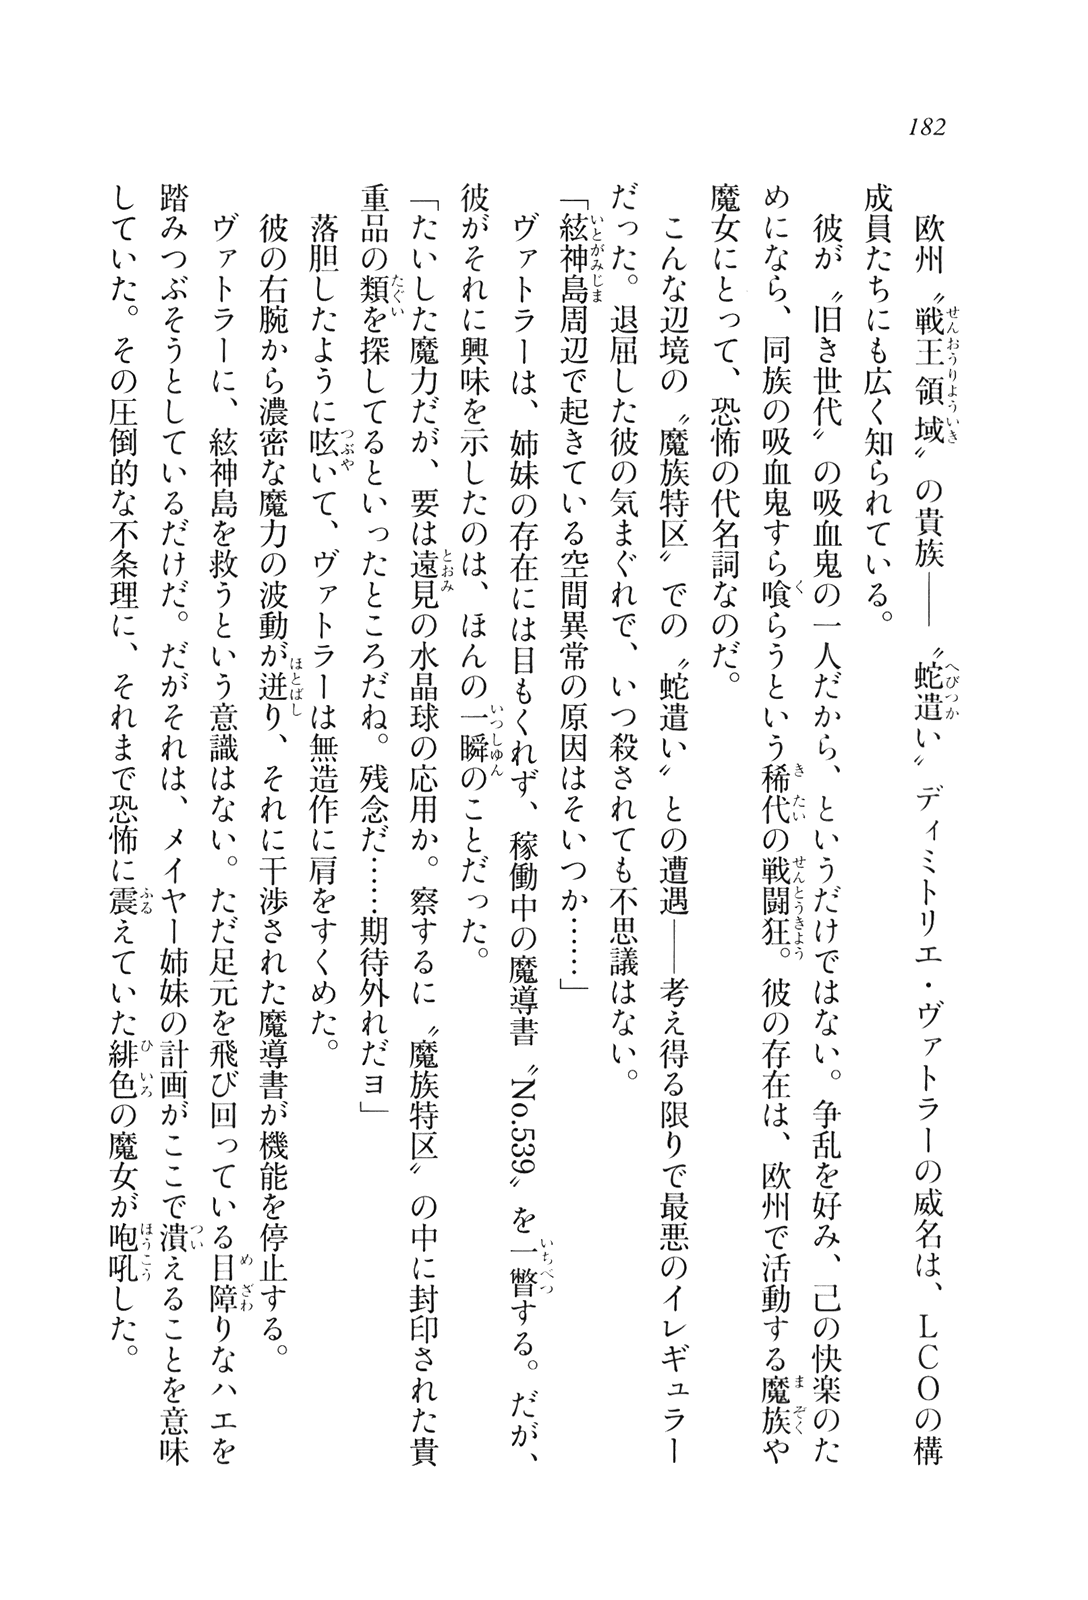 182
欧州〝戦王領域〟の貴族――〝蛇遣い〟ディミトリエ・ヴァトラーの威名は、ＬＣＯの構
成員たちにも広く知られている。
彼が〝旧き世代〟の吸血鬼の一人だから、というだけではない。争乱を好み、己の快楽のた
めになら、同族の吸血鬼すら喰らうという稀代の戦闘狂。彼の存在は、欧州で活動する魔族や
魔女にとって、恐怖の代名詞なのだ。
こんな辺境の〝魔族特区〟での〝蛇遣い〟との遭遇――考え得る限りで最悪のイレギュラー
だった。退屈した彼の気まぐれで、いつ殺されても不思議はない。
「絃神島周辺で起きている空間異常の原因はそいつか……」
ヴァトラーは、姉妹の存在には目もくれず、稼働中の魔導書〝No.539〟を一瞥する。だが、
彼がそれに興味を示したのは、ほんの一瞬のことだった。
「たいした魔力だが、要は遠見の水晶球の応用か。察するに〝魔族特区〟の中に封印された貴
重品の類を探してるといったところだね。残念だ……期待外れだヨ」
落胆したように呟いて、ヴァトラーは無造作に肩をすくめた。
彼の右腕から濃密な魔力の波動が迸り、それに干渉された魔導書が機能を停止する。
ヴァトラーに、絃神島を救うという意識はない。ただ足元を飛び回っている目障りなハエを
踏みつぶそうとしているだけだ。だがそれは、メイヤー姉妹の計画がここで潰えることを意味
していた。その圧倒的な不条理に、それまで恐怖に震えていた緋色の魔女が咆吼した。